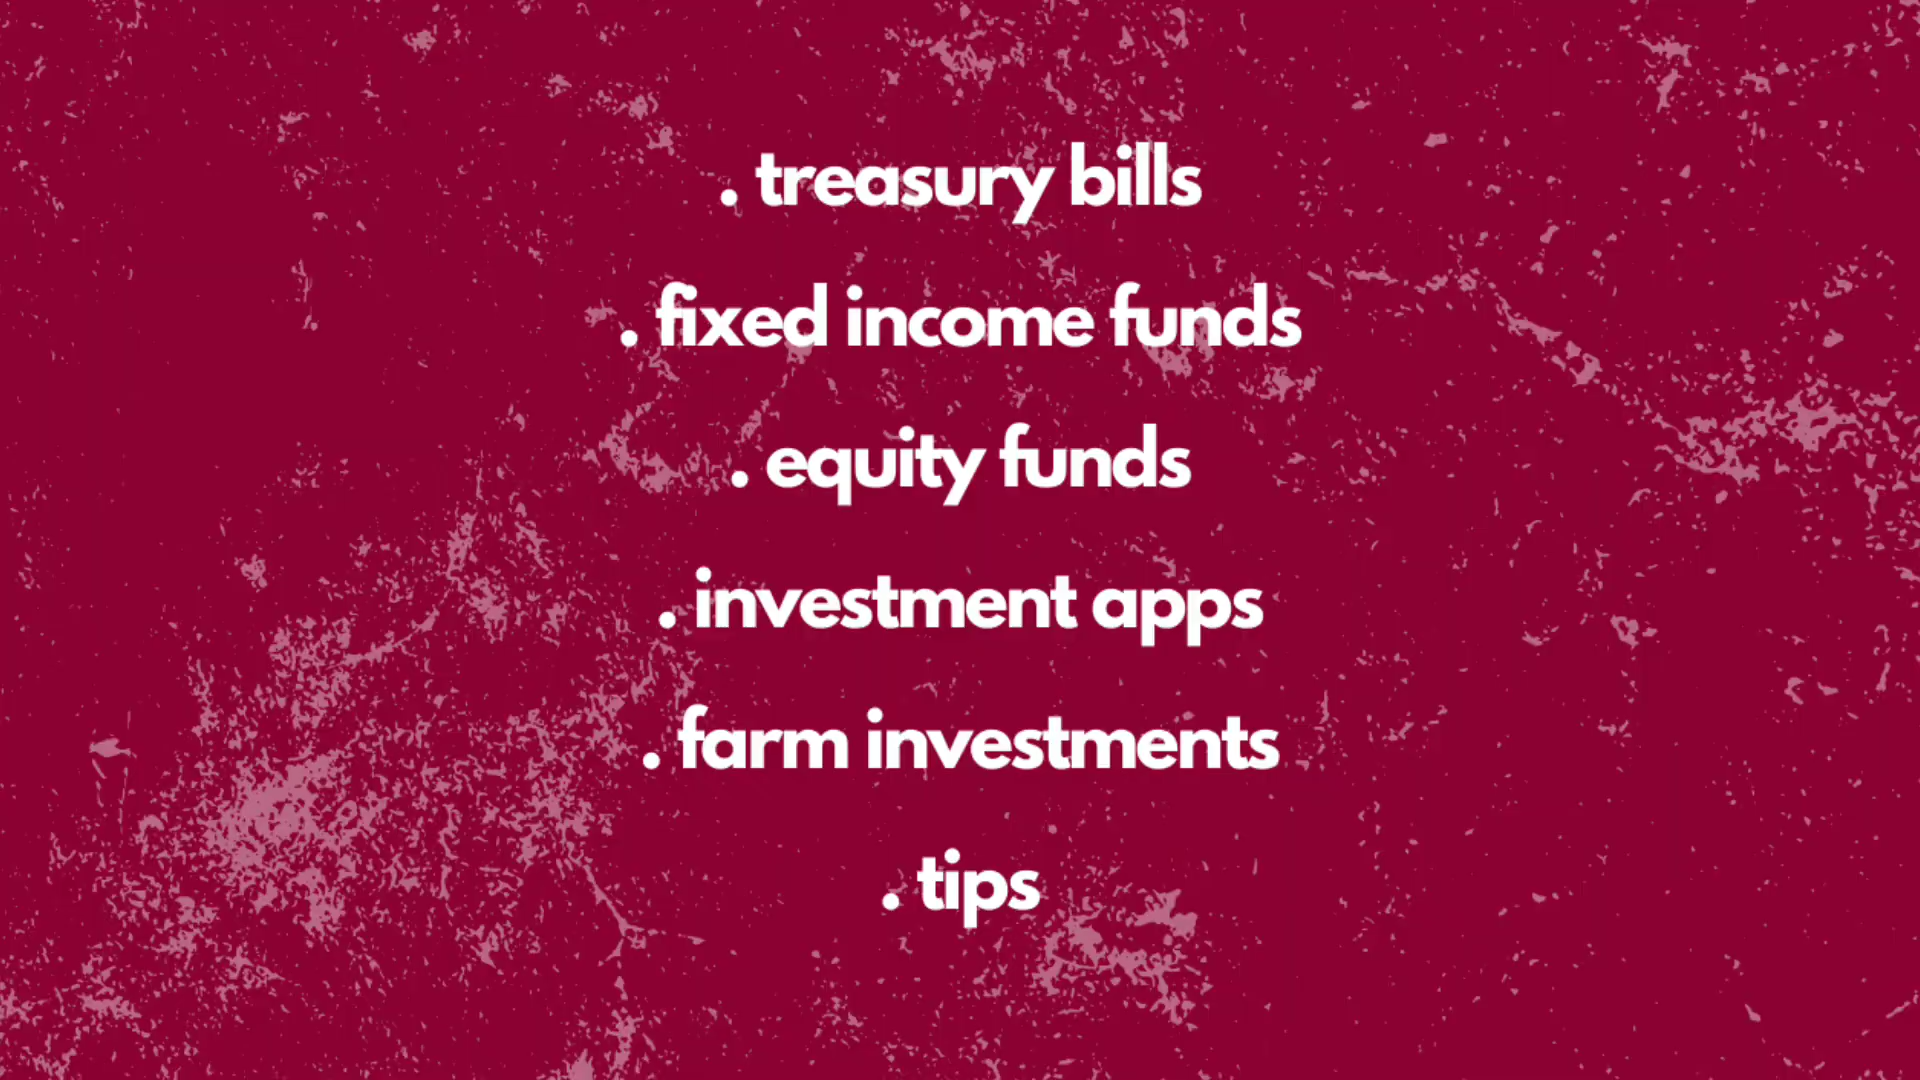 . treasury bills
. fixed income funds
. equity funds
. investment apps
. farm investments
. tips